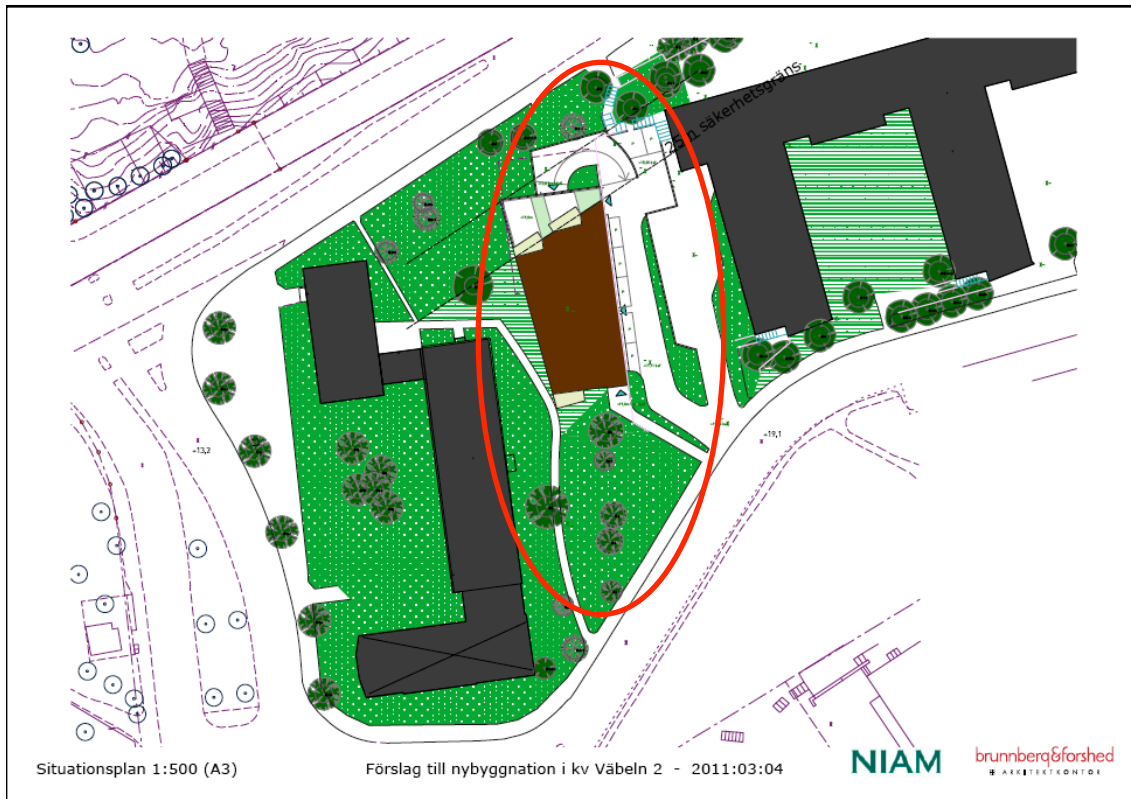 25 m säkerhetsgräns
+13,2
+19,1
Situationsplan 1:500 (A3)
Förslag till nybyggnation i kv Väbeln 2 - 2011:03:04
NIAM
brunnberg&forshed
ARKITEKTKONTOR